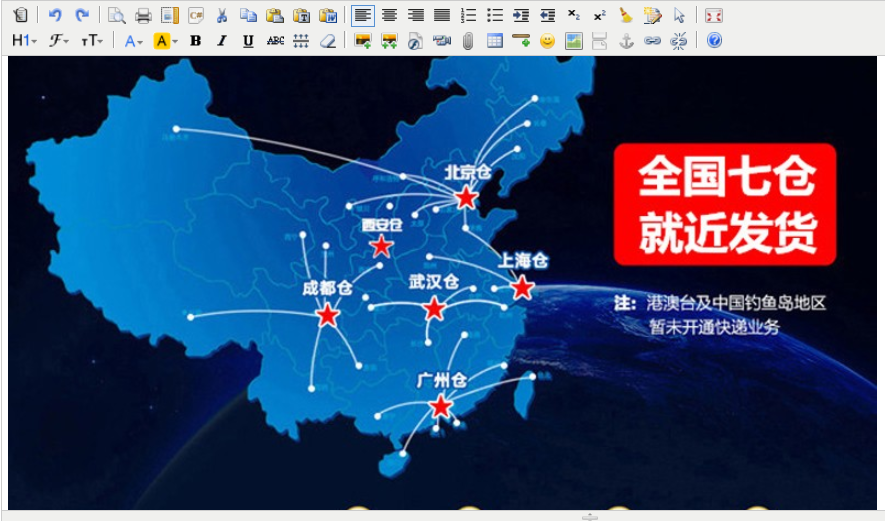 H1
ABC
全国七仓
就近发货
北京仓
西安仓
上海仓
成都仓
武汉仓
广州仓
注：港澳台及中国钓鱼岛地区
暂未开通快递业务